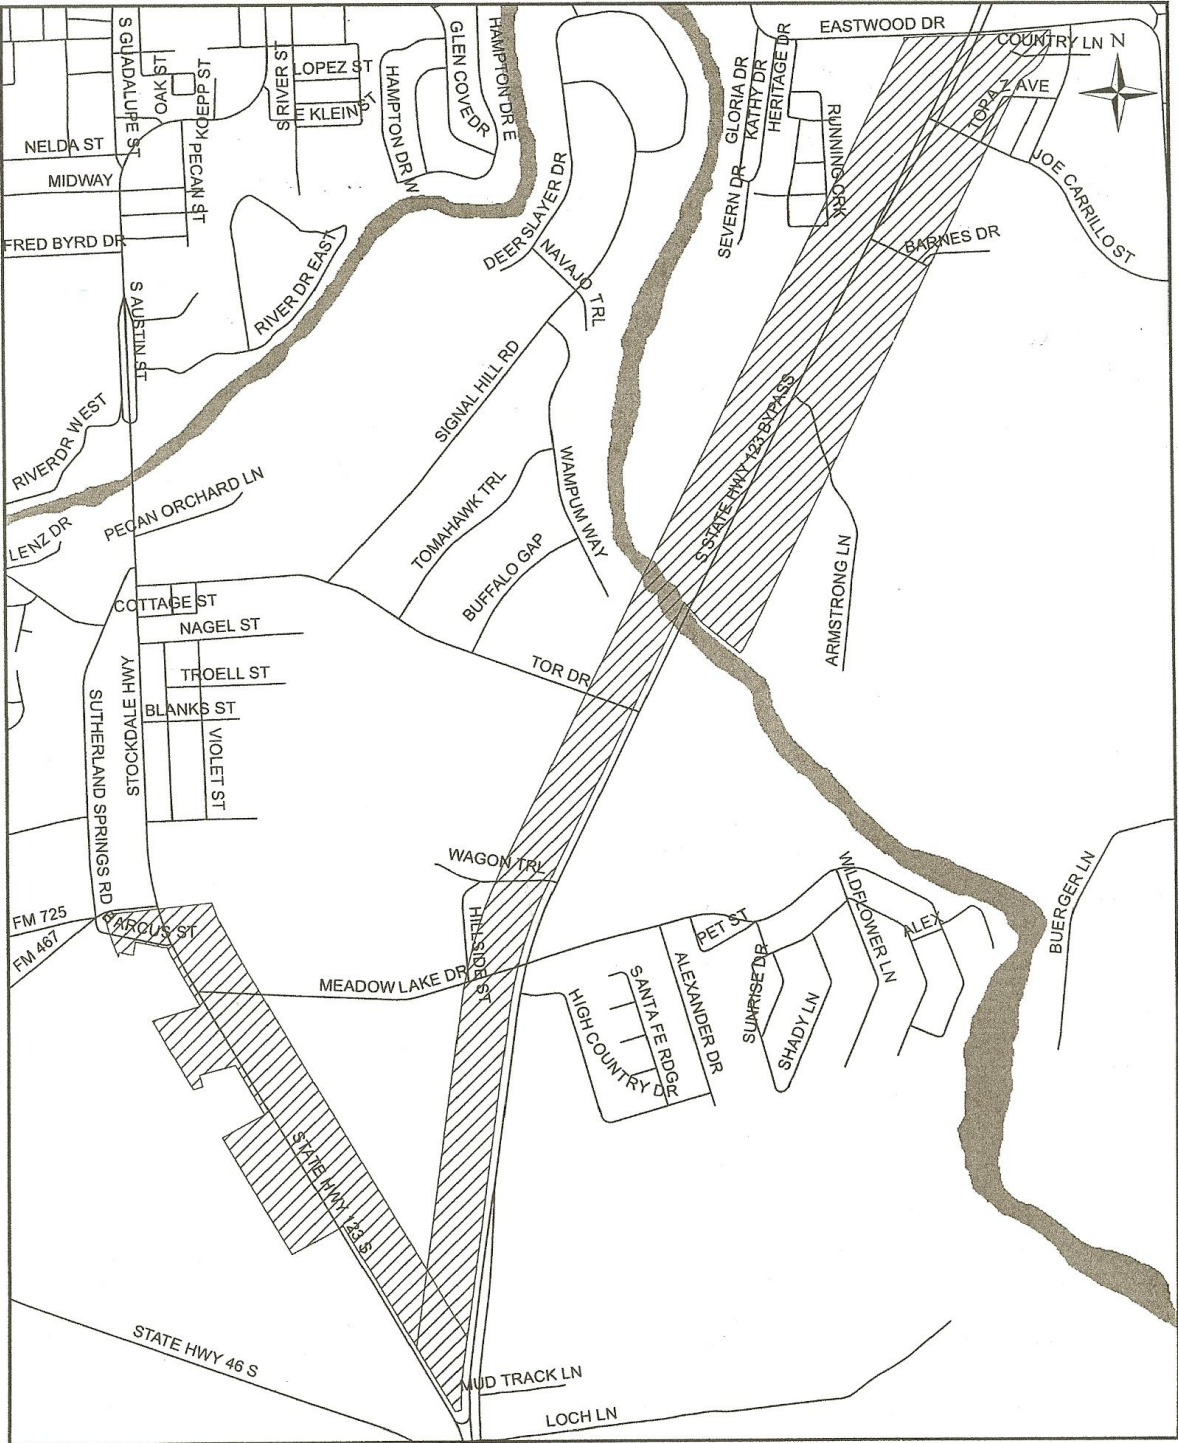 EASTWOOD DR
COUNTRY LN
N
TOPAZ AVE
JOE CARRILLO ST
S GUADALUPE ST
OAK ST
KOEPP ST
PECAN ST
S RIVER ST
LOPEZ ST
E KLEIN ST
HAMPTON DR W
GLEN COVE DR
HAMPTON DR E
GLORIA DR
KATHY DR
HERITAGE DR
RUNNING CRK
SEVERN DR
BARNES DR
NELDA ST
MIDWAY
FRED BYRD DR
S AUSTIN ST
RIVER DR EAST
DEER SLAYER DR
NAVAJO TRL
SIGNAL HILL RD
RIVER DR WEST
LENZ DR
PECAN ORCHARD LN
TOMAHAWK TRL
BUFFALO GAP
WAMPUM WAY
S STATE HWY 123 BYPASS
ARMSTRONG LN
COTTAGE ST
NAGEL ST
TROELL ST
BLANKS ST
VIOLET ST
STOCKDALE HWY
SUTHERLAND SPRINGS RD
TOR DR
WAGON TRL
HILLSIDE ST
FM 725
FM 467
BARCUS ST
MEADOW LAKE DR
PET ST
WILDFLOWER LN
ALEX
BUERGER LN
SUNRISE DR
SHADY LN
ALEXANDER DR
SANTA FE RDG
HIGH COUNTRY DR
STATE HWY 123 S
STATE HWY 46 S
MUD TRACK LN
LOCH LN